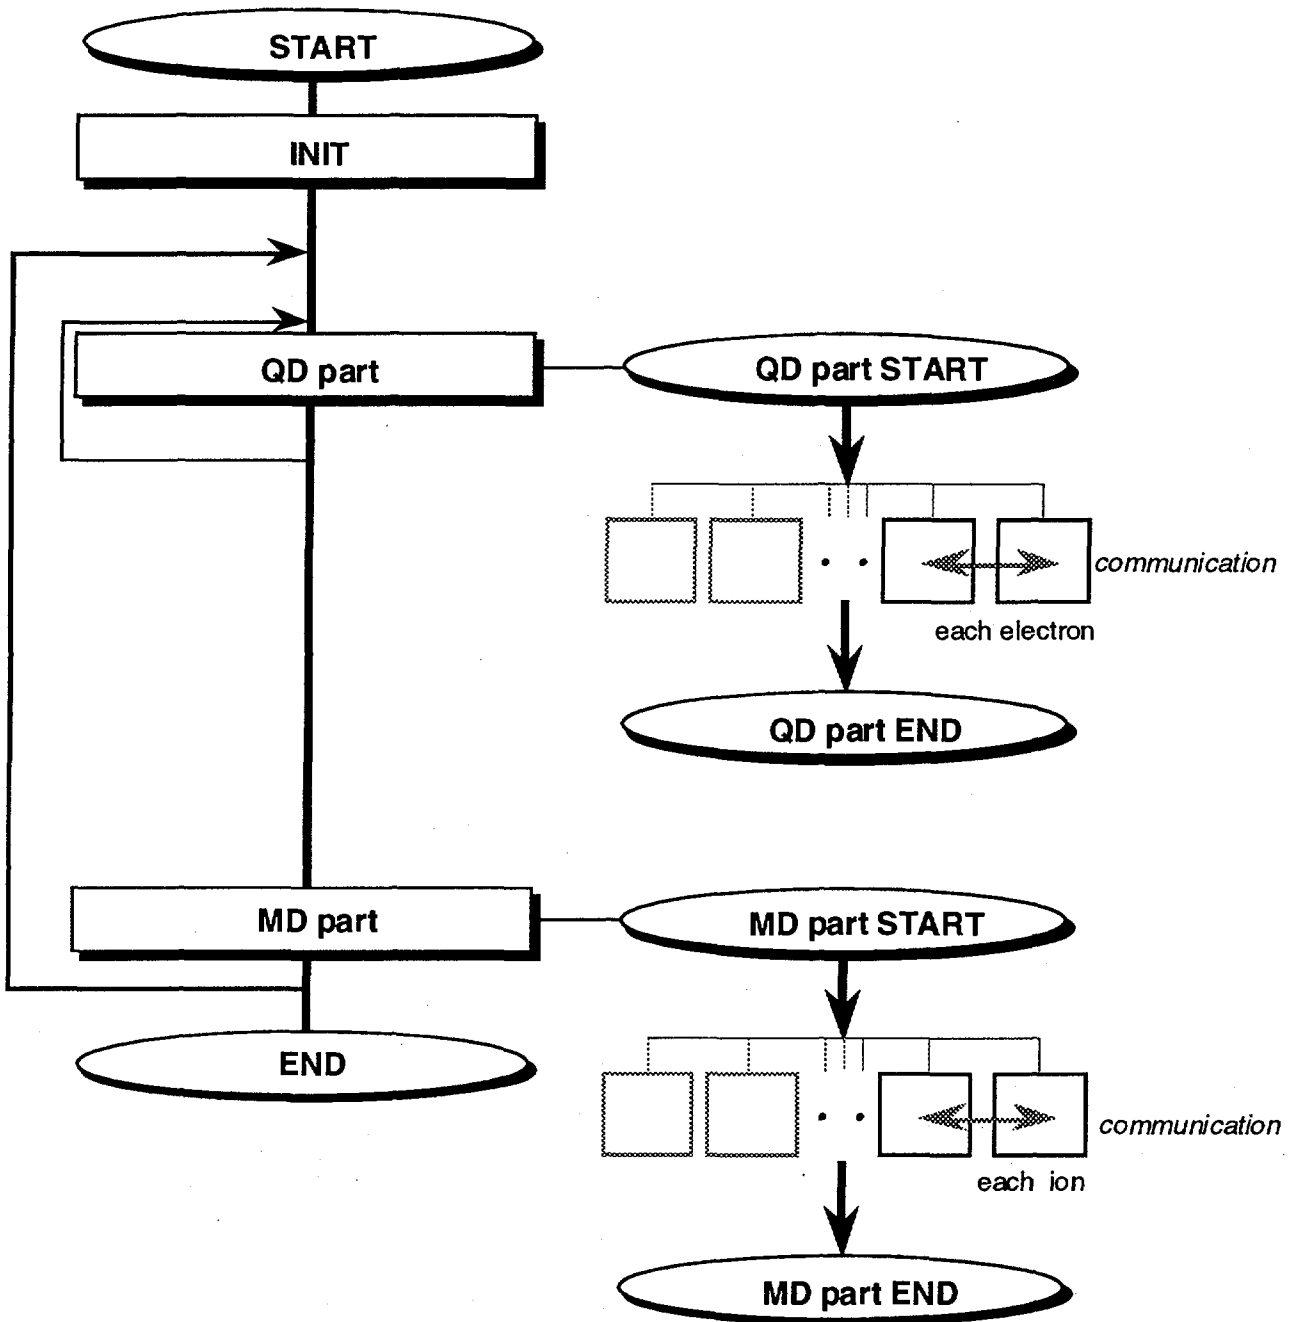 START
INIT
QD part
QD part START
communication
each electron
QD part END
MD part
MD part START
END
communication
each ion
MD part END